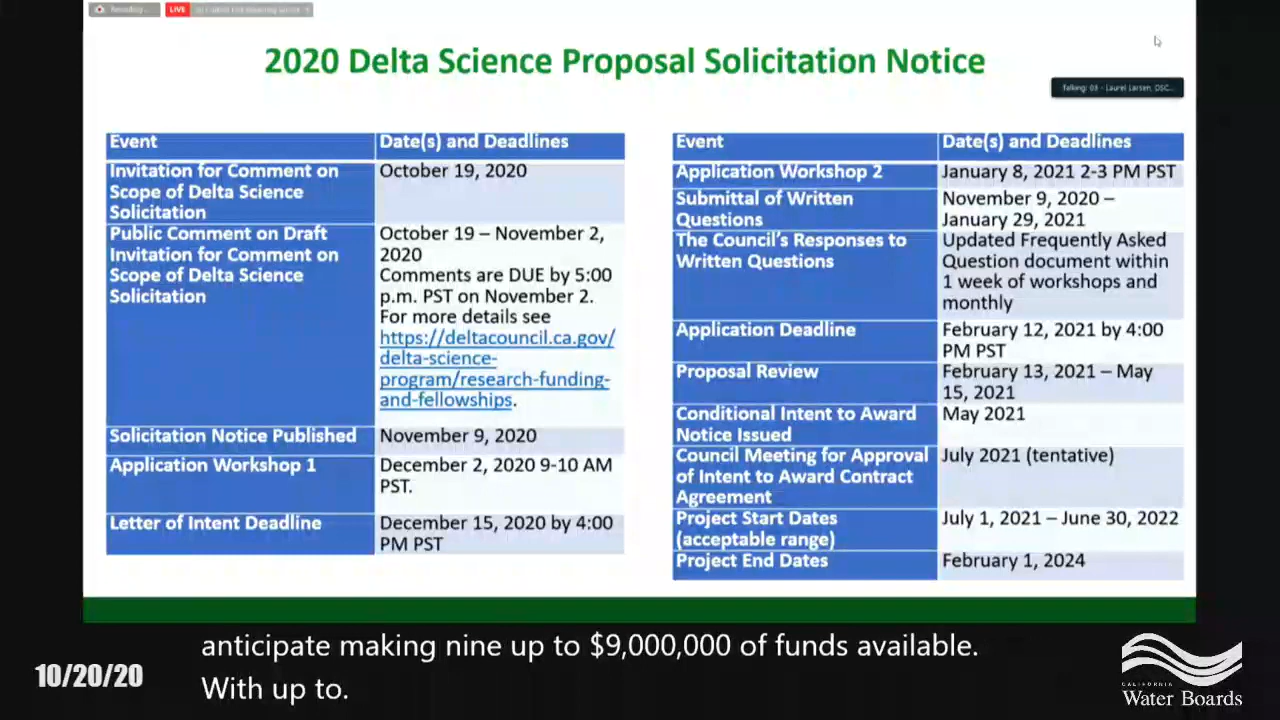 LIVE
2020 Delta Science Proposal Solicitation Notice
Talking: 03 - Laurel Larsen, DSC...
Event
Date(s) and Deadlines
Invitation for Comment on
Scope of Delta Science
Solicitation
October 19, 2020
Public Comment on Draft
Invitation for Comment on
Scope of Delta Science
Solicitation
October 19 – November 2,
2020
Comments are DUE by 5:00
p.m. PST on November 2.
For more details see
https://deltacouncil.ca.gov/
delta-science-
program/research-funding-
and-fellowships.
Solicitation Notice Published
November 9, 2020
Application Workshop 1
December 2, 2020 9-10 AM
PST.
Letter of Intent Deadline
December 15, 2020 by 4:00
PM PST
Event
Date(s) and Deadlines
Application Workshop 2
January 8, 2021 2-3 PM PST
Submittal of Written
Questions
November 9, 2020 –
January 29, 2021
The Council's Responses to
Written Questions
Updated Frequently Asked
Question document within
1 week of workshops and
monthly
Application Deadline
February 12, 2021 by 4:00
PM PST
Proposal Review
February 13, 2021 – May
15, 2021
Conditional Intent to Award
Notice Issued
May 2021
Council Meeting for Approval
of Intent to Award Contract
Agreement
July 2021 (tentative)
Project Start Dates
(acceptable range)
July 1, 2021 – June 30, 2022
Project End Dates
February 1, 2024
anticipate making nine up to $9,000,000 of funds available.
With up to.
10/20/20
CALIFORNIA
Water Boards